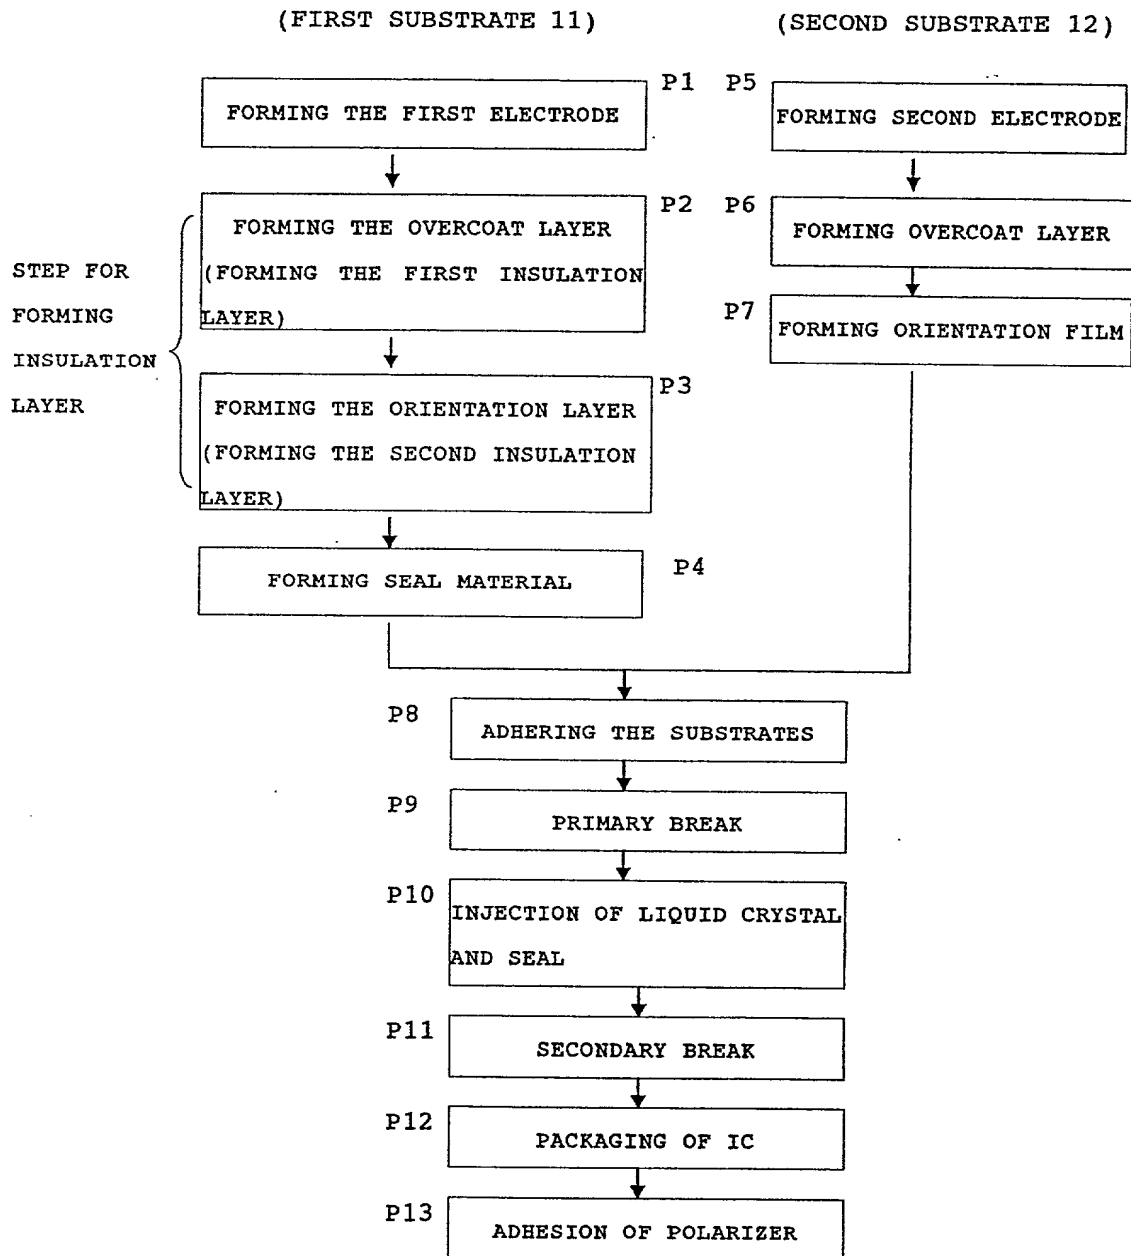 (FIRST SUBSTRATE 11)
(SECOND SUBSTRATE 12)
P1
FORMING THE FIRST ELECTRODE
P2
FORMING THE OVERCOAT LAYER
(FORMING THE FIRST INSULATION
LAYER)
STEP FOR
FORMING
INSULATION
LAYER
P3
FORMING THE ORIENTATION LAYER
(FORMING THE SECOND INSULATION
LAYER)
P4
FORMING SEAL MATERIAL
P5
FORMING SECOND ELECTRODE
P6
FORMING OVERCOAT LAYER
P7
FORMING ORIENTATION FILM
P8
ADHERING THE SUBSTRATES
P9
PRIMARY BREAK
P10
INJECTION OF LIQUID CRYSTAL
AND SEAL
P11
SECONDARY BREAK
P12
PACKAGING OF IC
P13
ADHESION OF POLARIZER